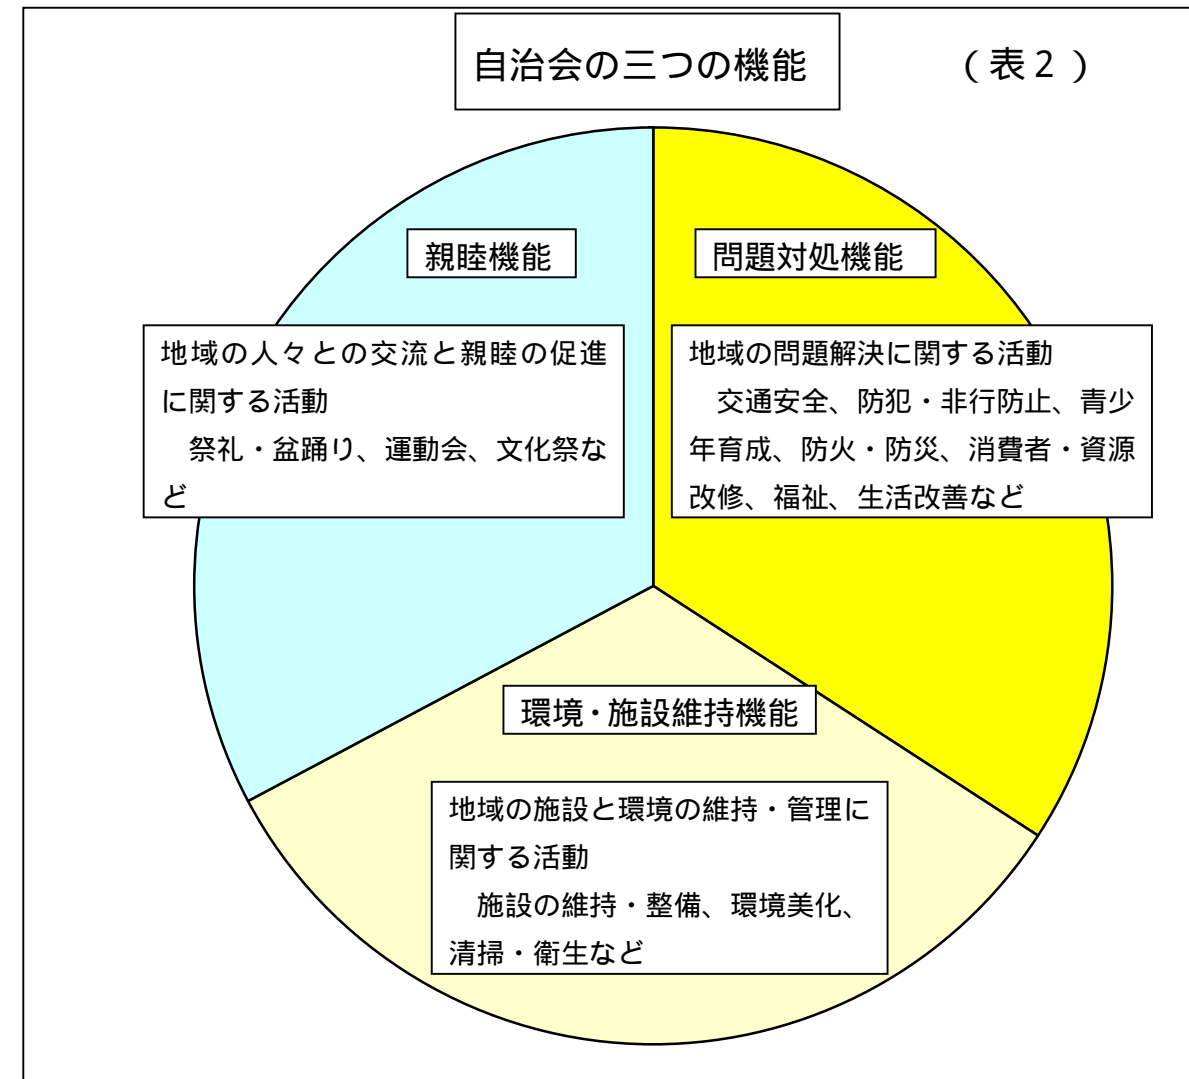 自治会の三つの機能
（表２）
親睦機能
地域の人々との交流と親睦の促進
に関する活動
　祭礼・盆踊り、運動会、文化祭な
ど
問題対処機能
地域の問題解決に関する活動
　交通安全、防犯・非行防止、青少
年育成、防火・防災、消費者・資源
改修、福祉、生活改善など
環境・施設維持機能
地域の施設と環境の維持・管理に
関する活動
　施設の維持・整備、環境美化、
清掃・衛生など